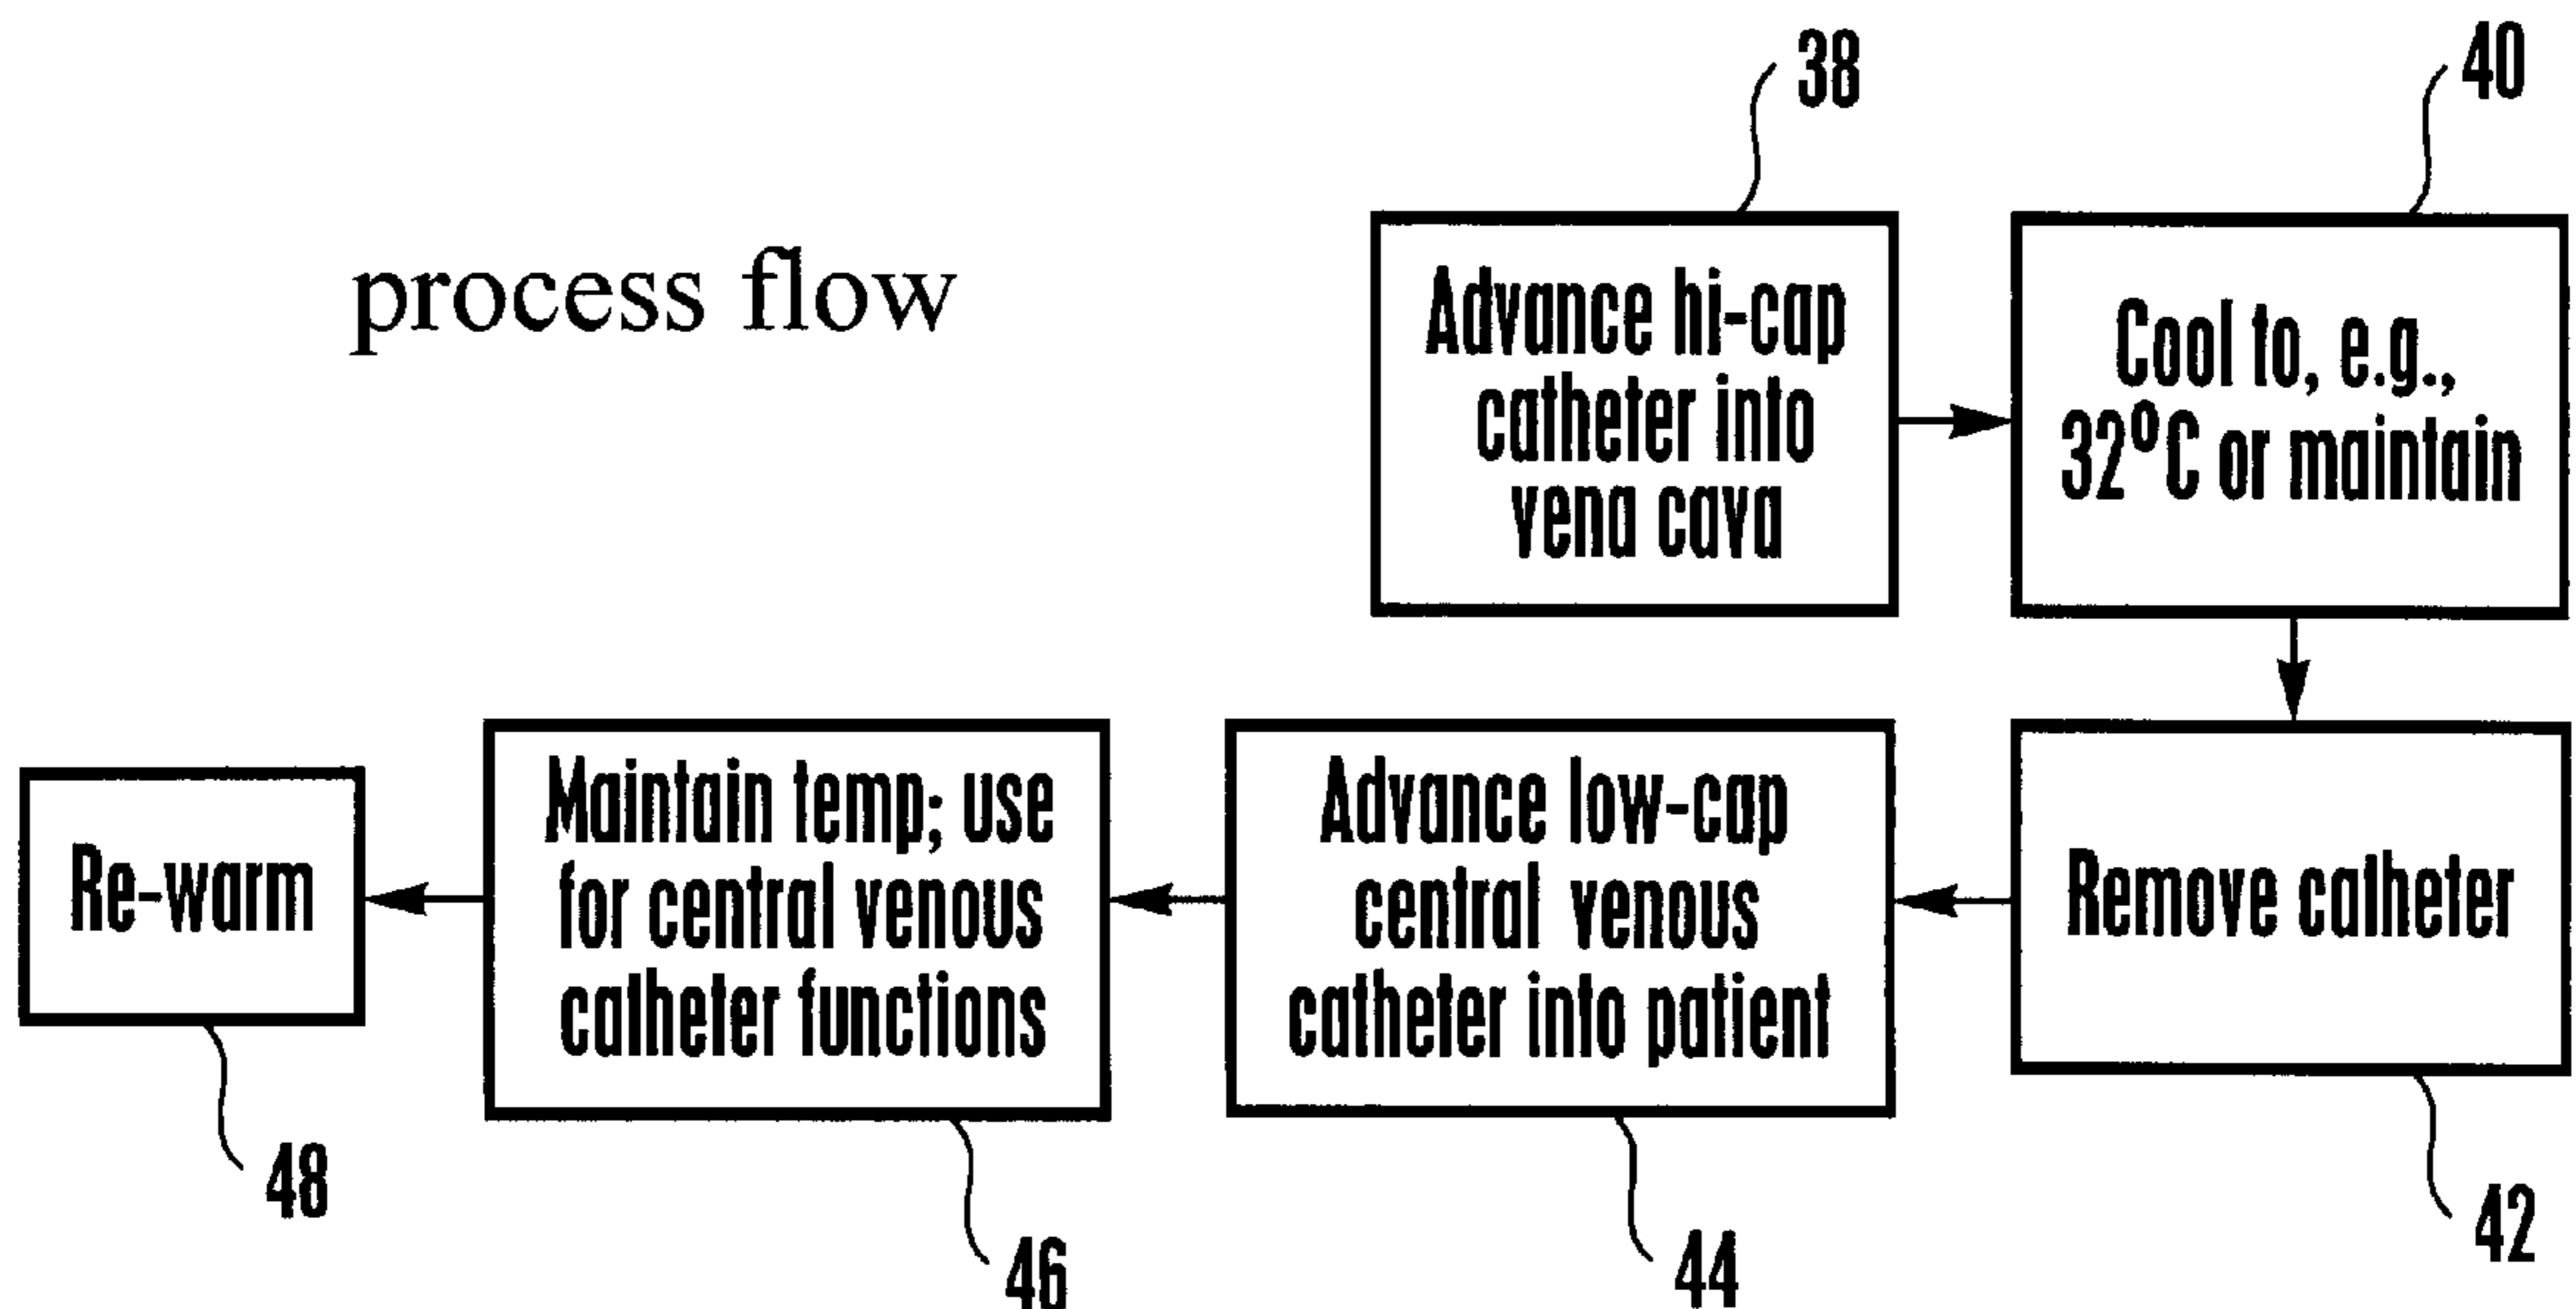 38
40
process flow
Advance hi-cap
catheter into
vena cava
Cool to, e.g.,
32°C or maintain
Re-warm
Maintain temp; use
for central venous
catheter functions
Advance low-cap
central venous
catheter into patient
Remove catheter
48
46
44
42